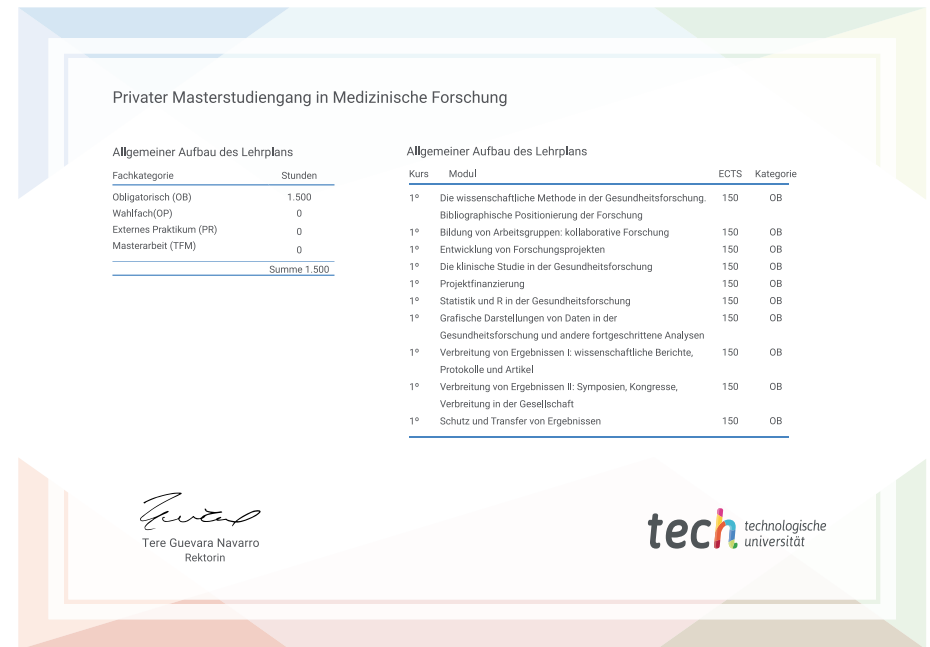 Privater Masterstudiengang in Medizinische Forschung
Allgemeiner Aufbau des Lehrplans
Fachkategorie Stunden
Obligatorisch (OB) 1.500
Wahlfach(OP) 0
Externes Praktikum (PR) 0
Masterarbeit (TFM) 0
Summe 1.500
Allgemeiner Aufbau des Lehrplans
Kurs Modul ECTS Kategorie
1º Die wissenschaftliche Methode in der Gesundheitsforschung. 150 OB
Bibliographische Positionierung der Forschung
1º Bildung von Arbeitsgruppen: kollaborative Forschung 150 OB
1º Entwicklung von Forschungsprojekten 150 OB
1º Die klinische Studie in der Gesundheitsforschung 150 OB
1º Projektfinanzierung 150 OB
1º Statistik und R in der Gesundheitsforschung 150 OB
1º Grafische Darstellungen von Daten in der 150 OB
Gesundheitsforschung und andere fortgeschrittene Analysen
1º Verbreitung von Ergebnissen I: wissenschaftliche Berichte, 150 OB
Protokolle und Artikel
1º Verbreitung von Ergebnissen II: Symposien, Kongresse, 150 OB
Verbreitung in der Gesellschaft
1º Schutz und Transfer von Ergebnissen 150 OB
Tere Guevara Navarro
Rektorin
tech technologische
universität